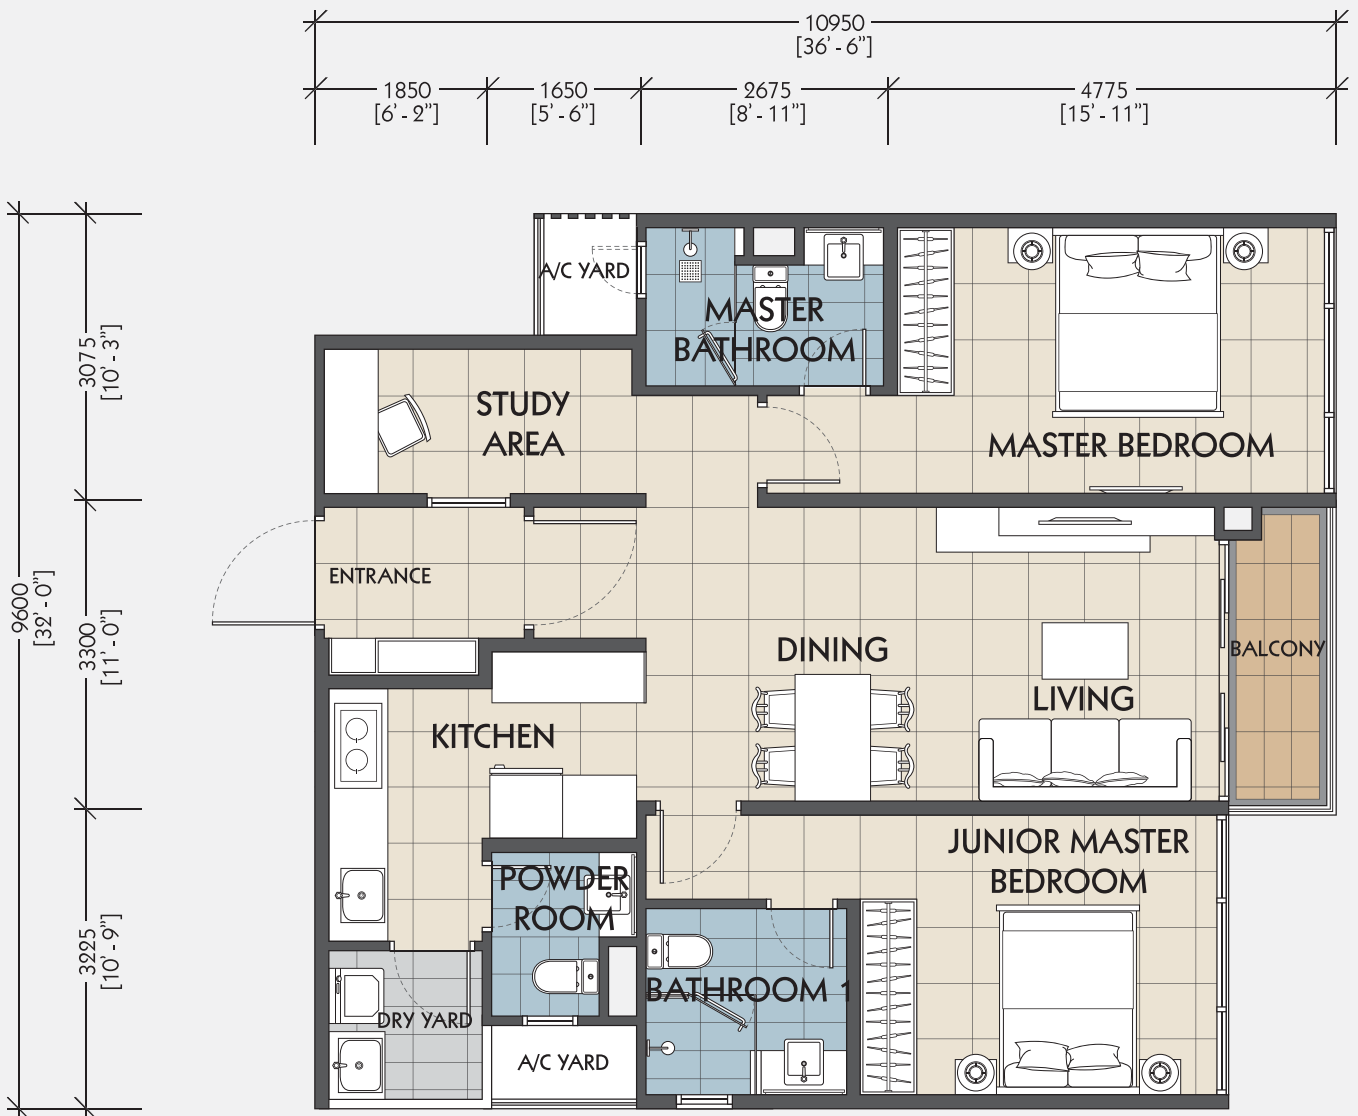 10950
[36' - 6"]
1850
[6' - 2"]
1650
[5' - 6"]
2675
[8' - 11"]
4775
[15' - 11"]
9600
[32' - 0"]
3075
[10' - 3"]
3300
[11' - 0"]
3225
[10' - 9"]
A/C YARD
MASTER
BATHROOM
STUDY
AREA
MASTER BEDROOM
ENTRANCE
DINING
LIVING
BALCONY
KITCHEN
JUNIOR MASTER
BEDROOM
POWDER
ROOM
BATHROOM 1
DRY YARD
A/C YARD